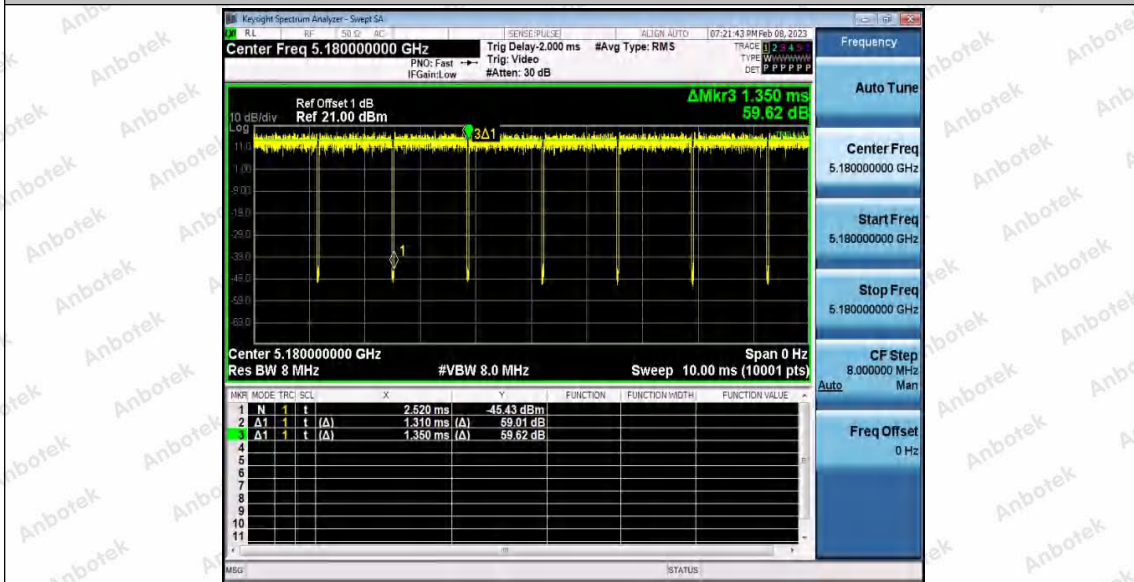 Keysight Spectrum Analyzer - Swept SA
RL RF 50 Ω AC SENSE:PULSE ALIGN AUTO 07:21:43 PM Feb 08, 2023
Center Freq 5.180000000 GHz
PNO: Fast
IFGain:Low
Trig Delay-2.000 ms
Trig: Video
#Atten: 30 dB
#Avg Type: RMS
TRACE 1 2 3 4 5 6
TYPE WWWWWW
DET P P P P P P
ΔMkr3 1.350 ms
59.62 dB
Ref Offset 1 dB
10 dB/div Ref 21.00 dBm
Log
11.0
1.00
-9.00
-19.0
-29.0
-39.0
-49.0
-59.0
-69.0
3Δ1
1
Center 5.180000000 GHz Span 0 Hz
Res BW 8 MHz #VBW 8.0 MHz Sweep 10.00 ms (10001 pts)
MKR MODE TRC SCL X Y FUNCTION FUNCTION WIDTH FUNCTION VALUE
1 N 1 t 2.520 ms -45.43 dBm
2 Δ1 1 t (Δ) 1.310 ms (Δ) 59.01 dB
3 Δ1 1 t (Δ) 1.350 ms (Δ) 59.62 dB
4
5
6
7
8
9
10
11
MSG STATUS
Frequency
Auto Tune
Center Freq
5.180000000 GHz
Start Freq
5.180000000 GHz
Stop Freq
5.180000000 GHz
CF Step
8.000000 MHz
Auto Man
Freq Offset
0 Hz
Anbotek